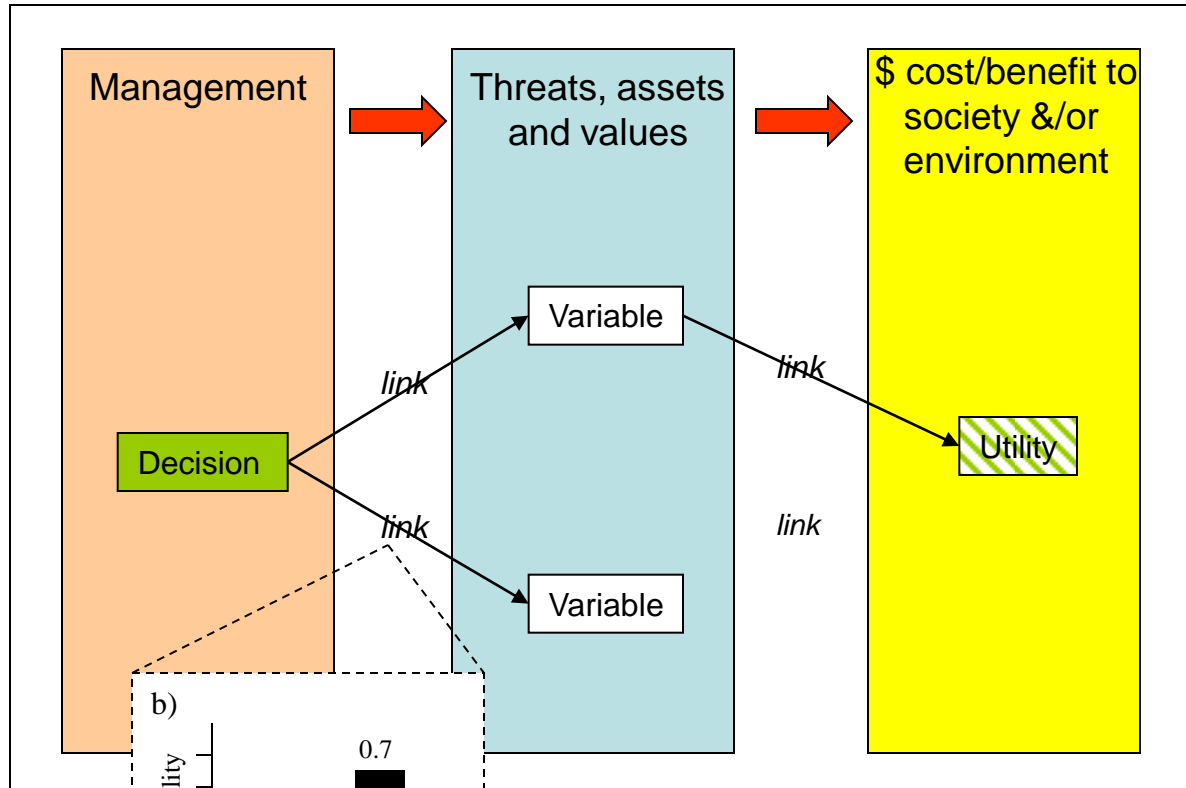 Management
Threats, assets
and values
$ cost/benefit to
society &/or
environment
Variable
link
link
Decision
Utility
link
link
Variable
b)
0.7